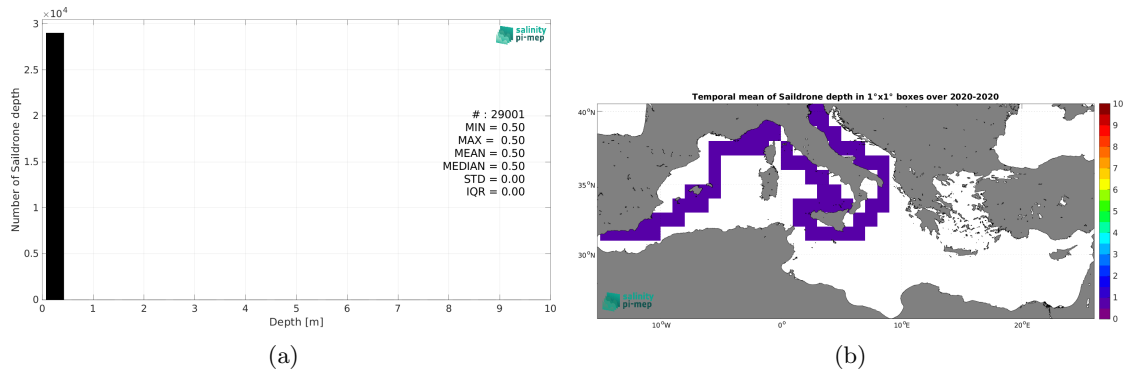 ×10⁴
3
2.5
2
1.5
1
0.5
0
0 1 2 3 4 5 6 7 8 9 10
Number of Saildrone depth
Depth [m]
salinity
pi-mep
# : 29001
MIN = 0.50
MAX = 0.50
MEAN = 0.50
MEDIAN = 0.50
STD = 0.00
IQR = 0.00
(a)
Temporal mean of Saildrone depth in 1°x1° boxes over 2020-2020
40°N
35°N
30°N
10°W 0° 10°E 20°E
salinity
pi-mep
10
9
8
7
6
5
4
3
2
1
0
(b)